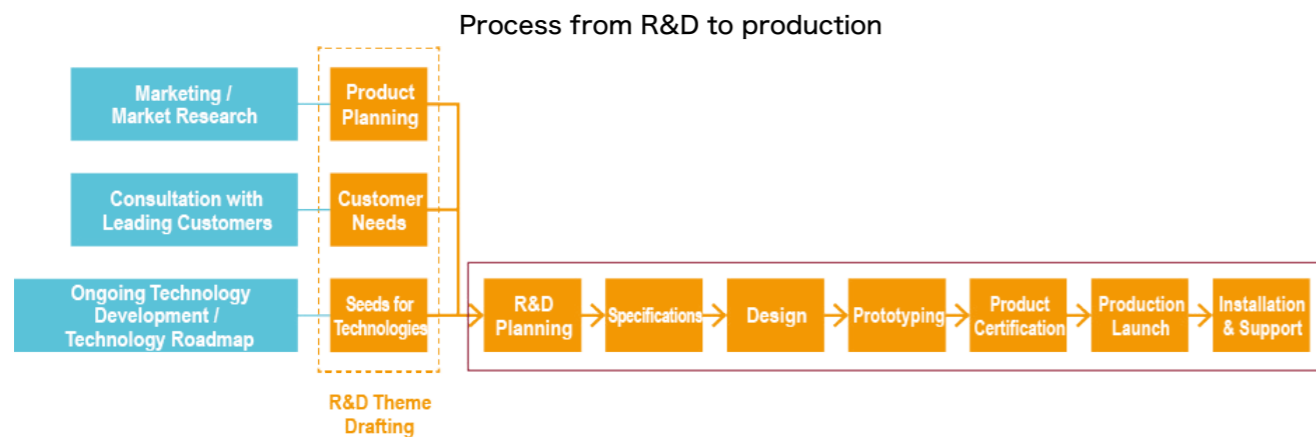 Process from R&D to production
Marketing /
Market Research
Product
Planning
Consultation with
Leading Customers
Customer
Needs
Ongoing Technology
Development /
Technology Roadmap
Seeds for
Technologies
R&D
Planning
Specifications
Design
Prototyping
Product
Certification
Production
Launch
Installation
& Support
R&D Theme
Drafting